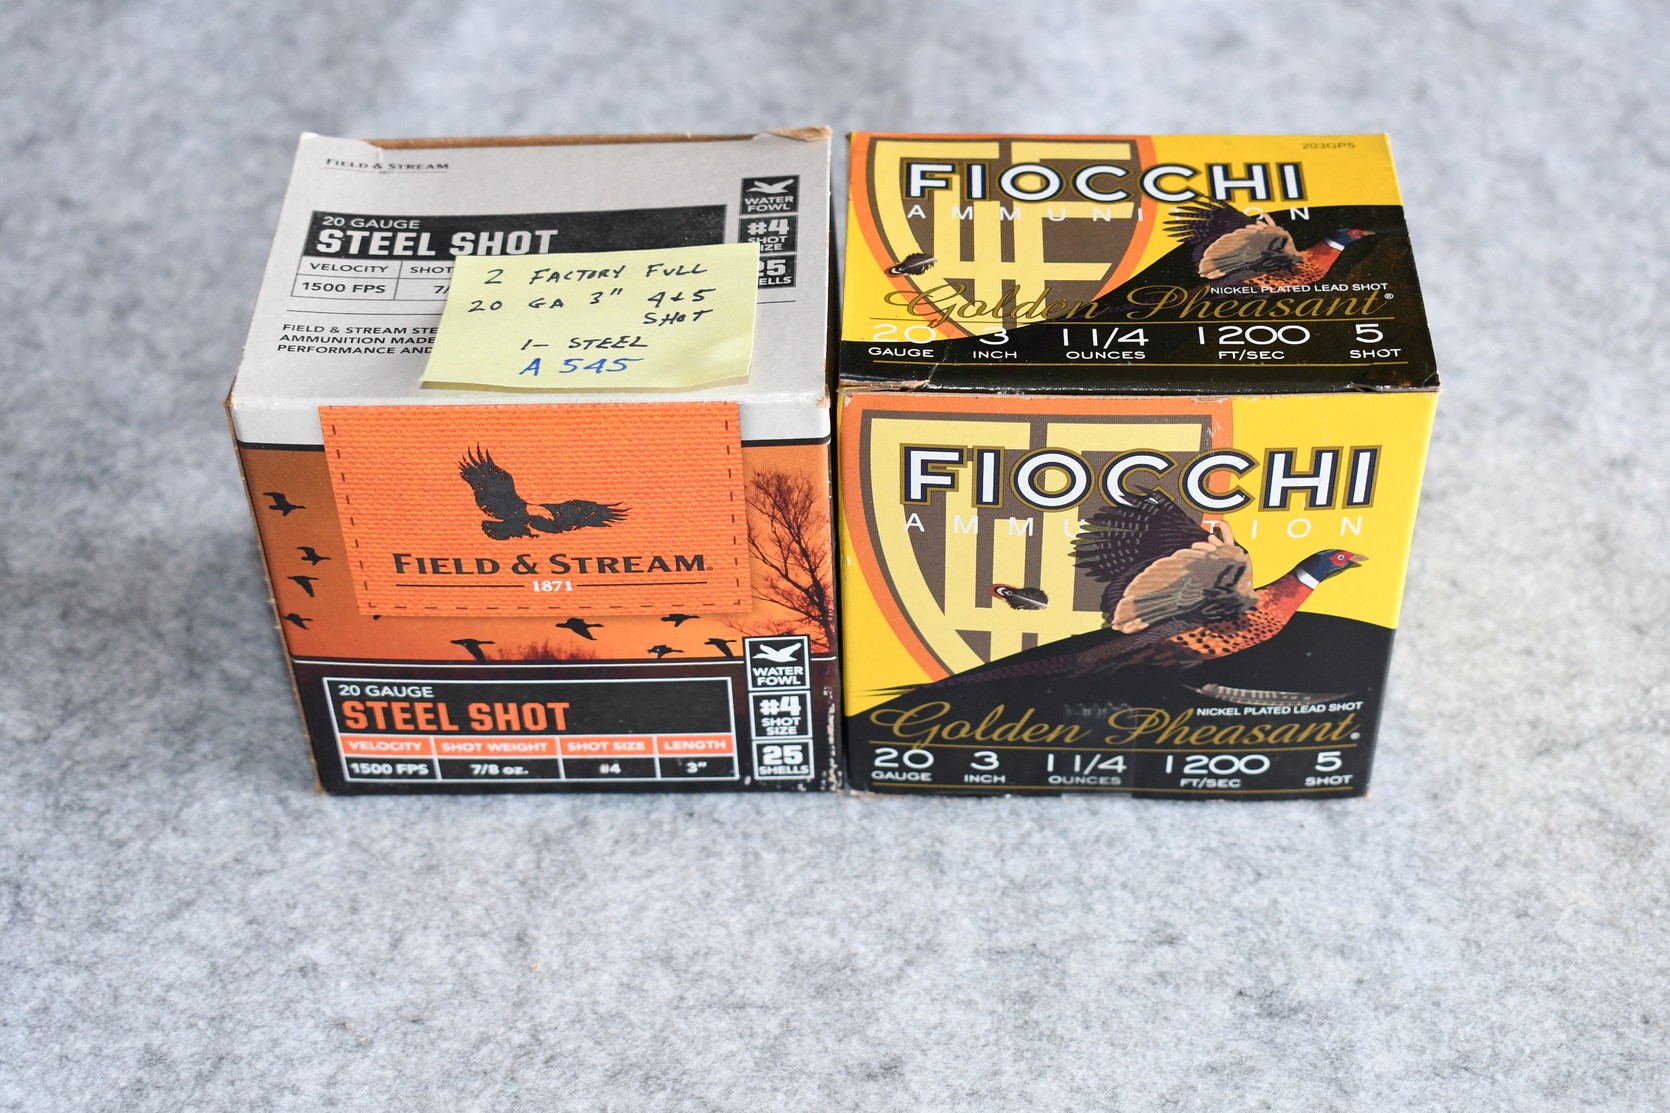 FIELD & STREAM
20 GAUGE
STEEL SHOT
VELOCITY SHOT
1500 FPS 7/
FIELD & STREAM STE
AMMUNITION MADE
PERFORMANCE AND
WATER
FOWL
#4
SHOT
SIZE
25
SHELLS
2 FACTORY FULL
20 GA 3" 4+5
SHOT
1- STEEL
A 545
FIELD & STREAM
1871
20 GAUGE
STEEL SHOT
VELOCITY SHOT WEIGHT SHOT SIZE LENGTH
1500 FPS 7/8 oz. #4 3"
WATER
FOWL
#4
SHOT
SIZE
25
SHELLS
203GP5
FIOCCHI
AMMUNITION
NICKEL PLATED LEAD SHOT
Golden Pheasant®
20 3 1 1/4 1200 5
GAUGE INCH OUNCES FT/SEC SHOT
FIOCCHI
AMMUNITION
NICKEL PLATED LEAD SHOT
Golden Pheasant®
20 3 1 1/4 1200 5
GAUGE INCH OUNCES FT/SEC SHOT